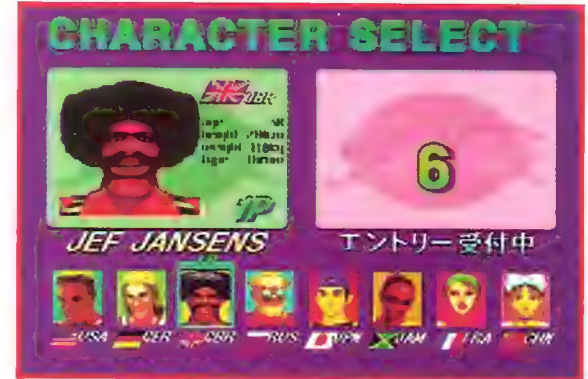 CHARACTER SELECT
GBR
1P
6
JEF JANSENS
エントリー受付中
USA GER GBR RUS JPN JAM FRA CHN